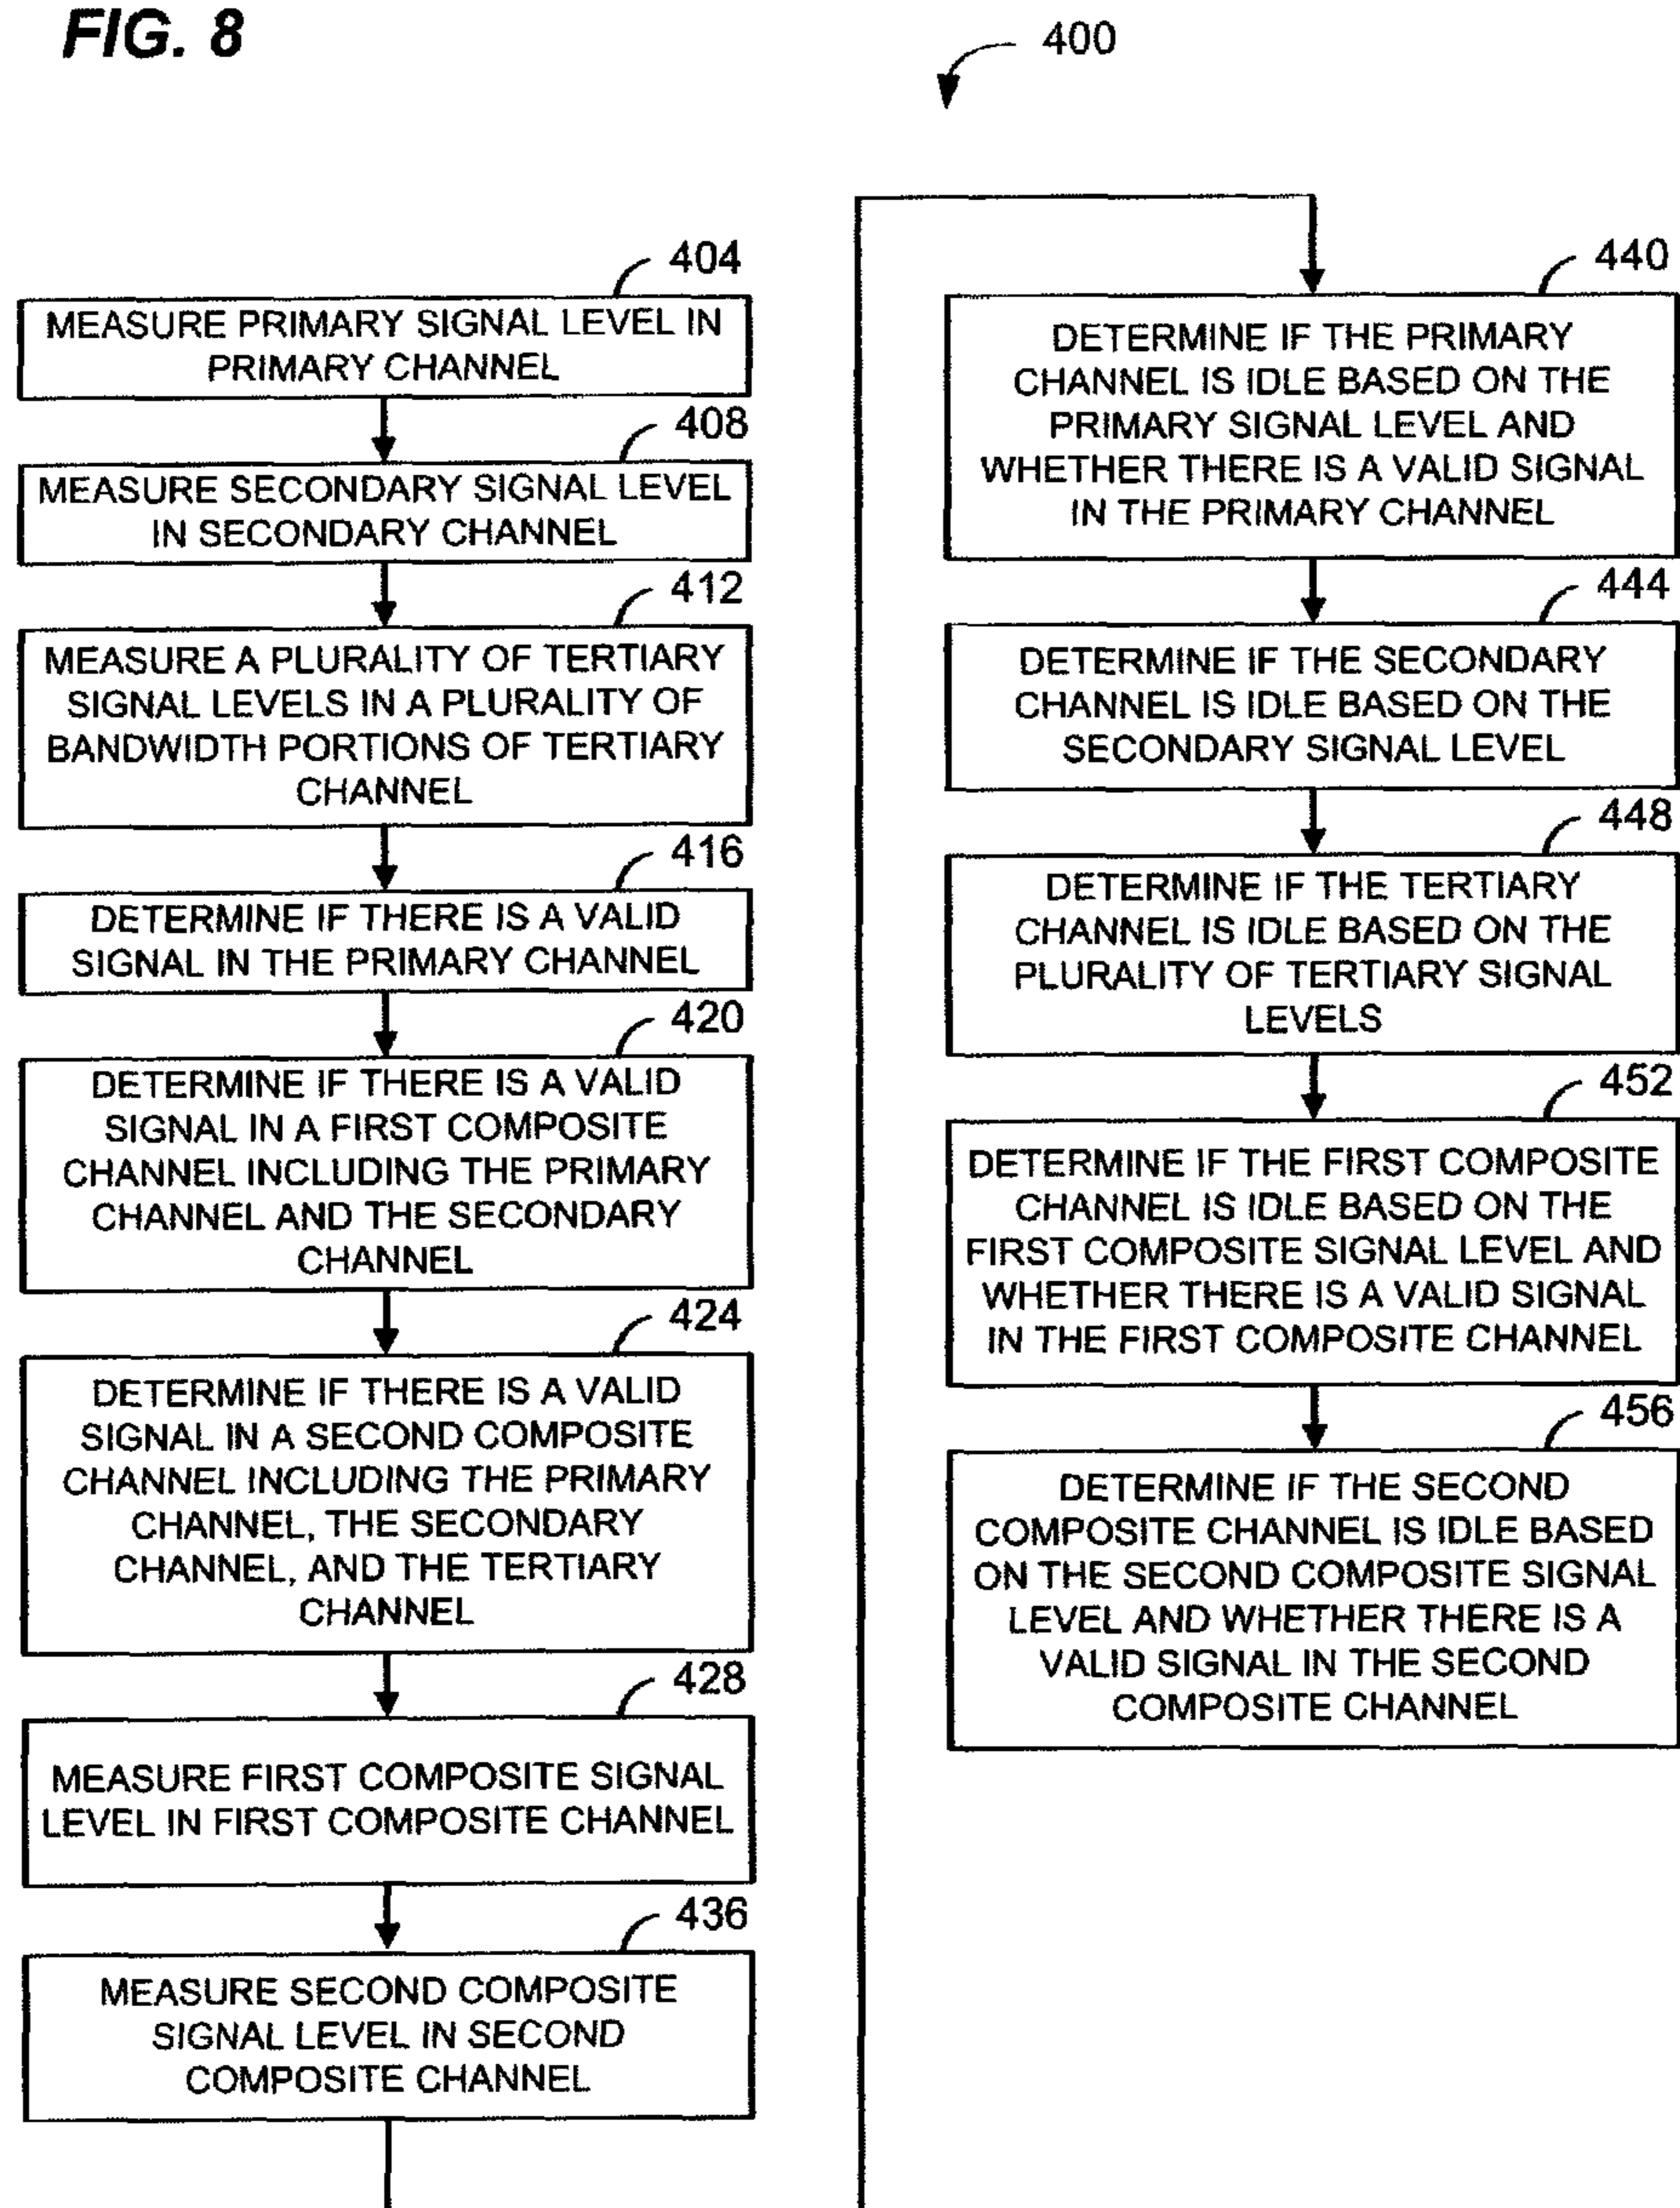 FIG. 8
400
404
MEASURE PRIMARY SIGNAL LEVEL IN
PRIMARY CHANNEL
408
MEASURE SECONDARY SIGNAL LEVEL
IN SECONDARY CHANNEL
412
MEASURE A PLURALITY OF TERTIARY
SIGNAL LEVELS IN A PLURALITY OF
BANDWIDTH PORTIONS OF TERTIARY
CHANNEL
416
DETERMINE IF THERE IS A VALID
SIGNAL IN THE PRIMARY CHANNEL
420
DETERMINE IF THERE IS A VALID
SIGNAL IN A FIRST COMPOSITE
CHANNEL INCLUDING THE PRIMARY
CHANNEL AND THE SECONDARY
CHANNEL
424
DETERMINE IF THERE IS A VALID
SIGNAL IN A SECOND COMPOSITE
CHANNEL INCLUDING THE PRIMARY
CHANNEL, THE SECONDARY
CHANNEL, AND THE TERTIARY
CHANNEL
428
MEASURE FIRST COMPOSITE SIGNAL
LEVEL IN FIRST COMPOSITE CHANNEL
436
MEASURE SECOND COMPOSITE
SIGNAL LEVEL IN SECOND
COMPOSITE CHANNEL
440
DETERMINE IF THE PRIMARY
CHANNEL IS IDLE BASED ON THE
PRIMARY SIGNAL LEVEL AND
WHETHER THERE IS A VALID SIGNAL
IN THE PRIMARY CHANNEL
444
DETERMINE IF THE SECONDARY
CHANNEL IS IDLE BASED ON THE
SECONDARY SIGNAL LEVEL
448
DETERMINE IF THE TERTIARY
CHANNEL IS IDLE BASED ON THE
PLURALITY OF TERTIARY SIGNAL
LEVELS
452
DETERMINE IF THE FIRST COMPOSITE
CHANNEL IS IDLE BASED ON THE
FIRST COMPOSITE SIGNAL LEVEL AND
WHETHER THERE IS A VALID SIGNAL
IN THE FIRST COMPOSITE CHANNEL
456
DETERMINE IF THE SECOND
COMPOSITE CHANNEL IS IDLE BASED
ON THE SECOND COMPOSITE SIGNAL
LEVEL AND WHETHER THERE IS A
VALID SIGNAL IN THE SECOND
COMPOSITE CHANNEL